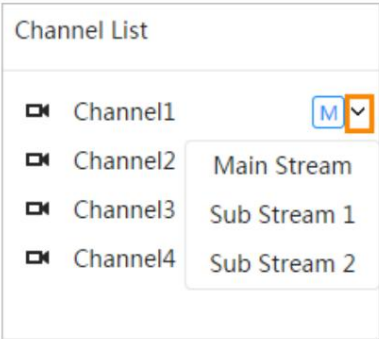 Channel List
Channel1 M
Channel2
Main Stream
Channel3
Sub Stream 1
Channel4
Sub Stream 2